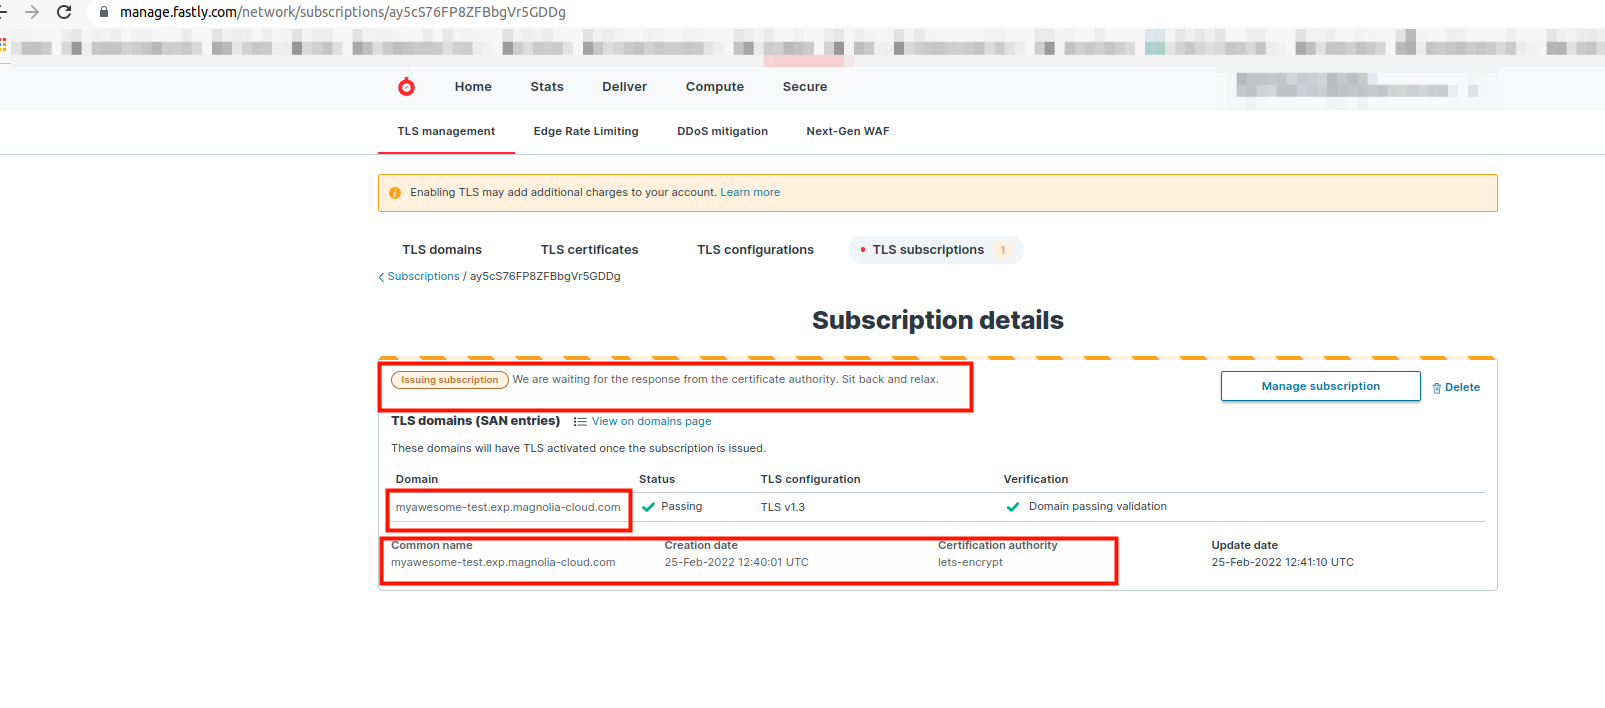 manage.fastly.com/network/subscriptions/ay5cS76FP8ZFBbgVr5GDDg
Home Stats Deliver Compute Secure
TLS management Edge Rate Limiting DDoS mitigation Next-Gen WAF
Enabling TLS may add additional charges to your account. Learn more
TLS domains TLS certificates TLS configurations TLS subscriptions 1
Subscriptions / ay5cS76FP8ZFBbgVr5GDDg
Subscription details
Issuing subscription We are waiting for the response from the certificate authority. Sit back and relax.
Manage subscription Delete
TLS domains (SAN entries) View on domains page
These domains will have TLS activated once the subscription is issued.
Domain Status TLS configuration Verification
myawesome-test.exp.magnolia-cloud.com Passing TLS v1.3 Domain passing validation
Common name Creation date Certification authority Update date
myawesome-test.exp.magnolia-cloud.com 25-Feb-2022 12:40:01 UTC lets-encrypt 25-Feb-2022 12:41:10 UTC